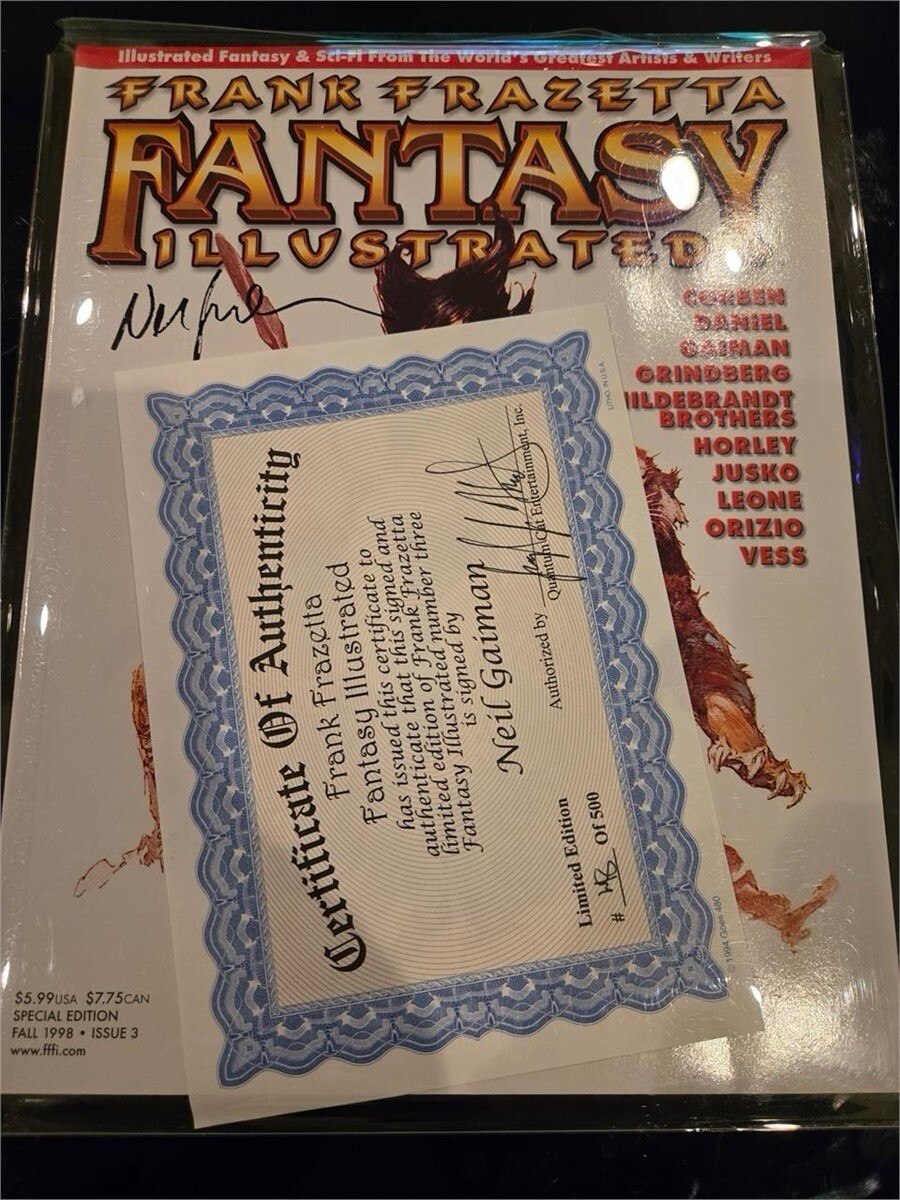 Illustrated Fantasy & Sci-Fi From The World's Greatest Artists & Writers
FRANK FRAZETTA
FANTASY
ILLUSTRATED
CORBEN
DANIEL
GAIMAN
GRINDBERG
HILDEBRANDT
BROTHERS
HORLEY
JUSKO
LEONE
ORIZIO
VESS
LITHO. IN U.S.A.
Certificate Of Authenticity
Frank Frazetta
Fantasy Illustrated
has issued this certificate to
authenticate that this signed and
limited edition of Frank Frazetta
Fantasy Illustrated number three
is signed by
Neil Gaiman
Authorized by
Quantum Cat Entertainment, Inc.
Limited Edition
# Of 500
© 1994 Goes 480
$5.99USA $7.75CAN
SPECIAL EDITION
FALL 1998 • ISSUE 3
www.fffi.com